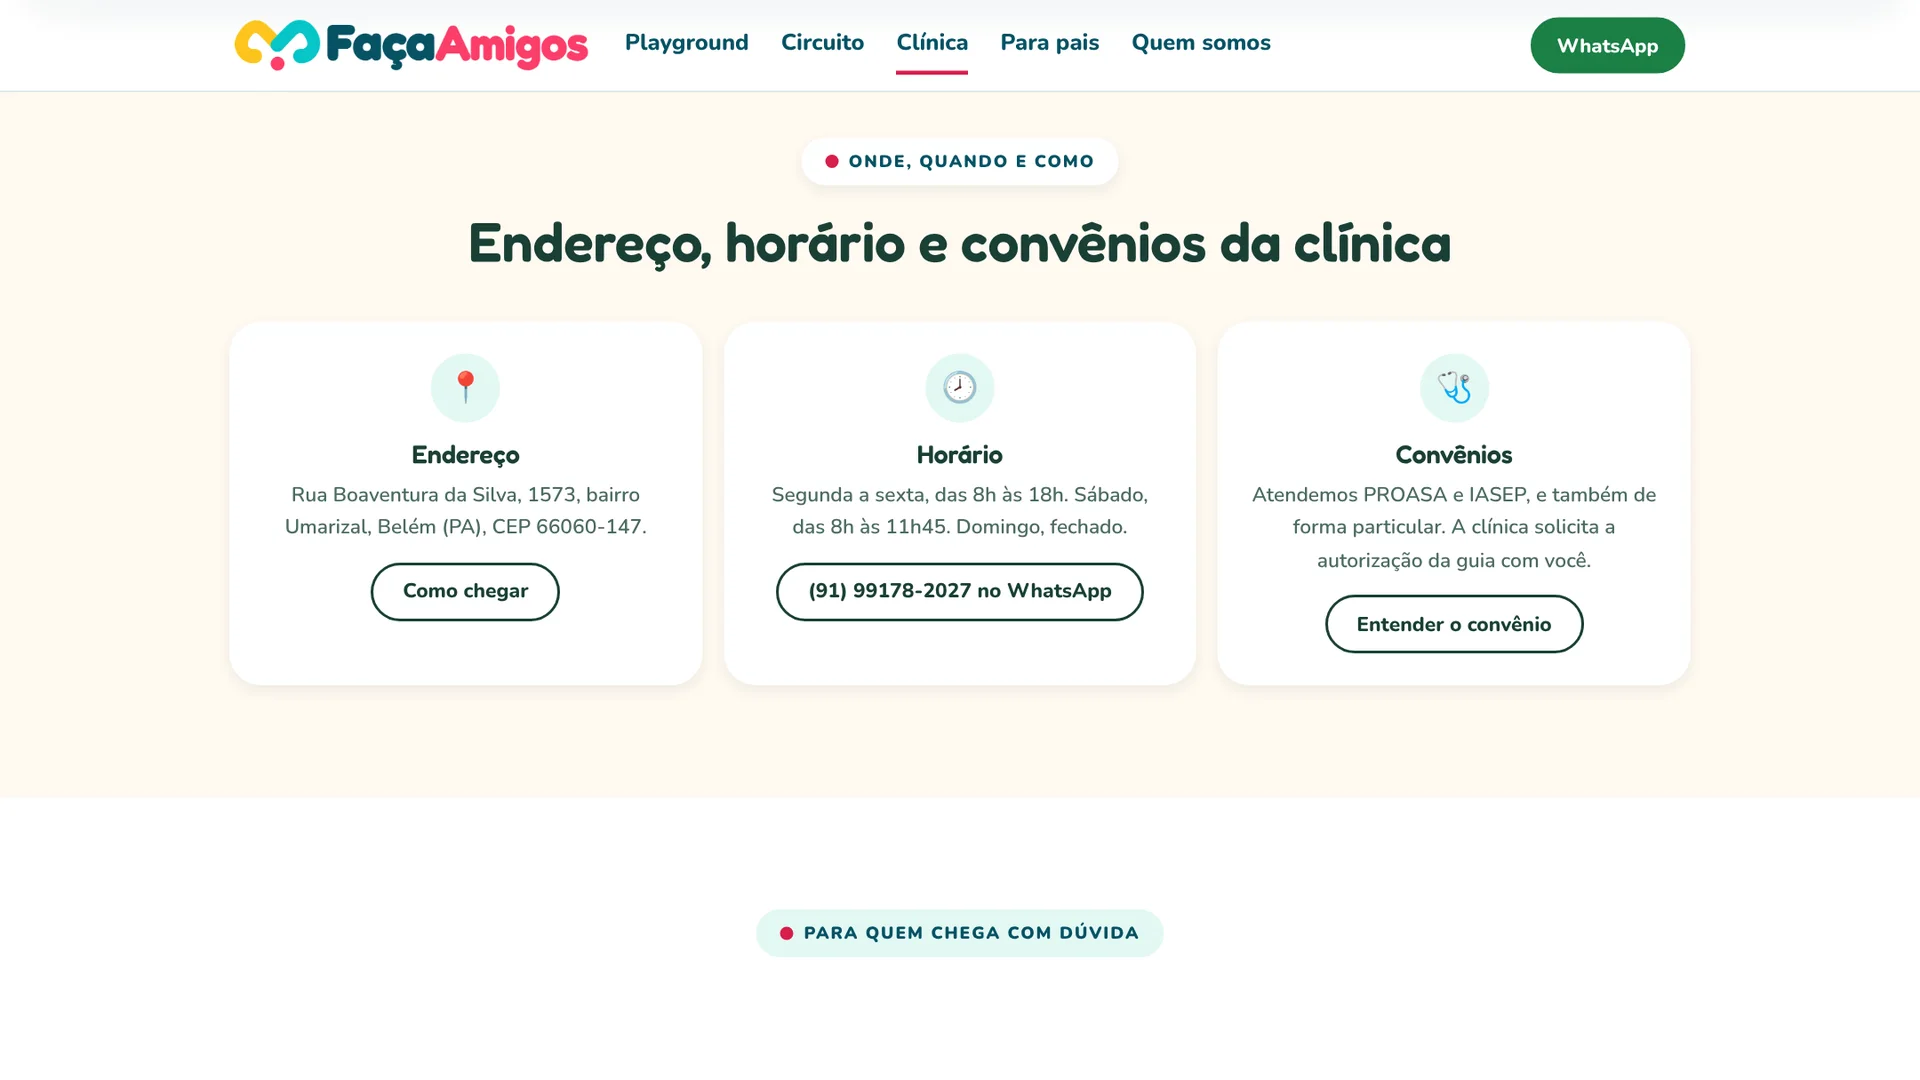 FaçaAmigos
Playground
Circuito
Clínica
Para pais
Quem somos
WhatsApp
ONDE, QUANDO E COMO
Endereço, horário e convênios da clínica
Endereço
Rua Boaventura da Silva, 1573, bairro
Umarizal, Belém (PA), CEP 66060-147.
Como chegar
Horário
Segunda a sexta, das 8h às 18h. Sábado,
das 8h às 11h45. Domingo, fechado.
(91) 99178-2027 no WhatsApp
Convênios
Atendemos PROASA e IASEP, e também de
forma particular. A clínica solicita a
autorização da guia com você.
Entender o convênio
PARA QUEM CHEGA COM DÚVIDA